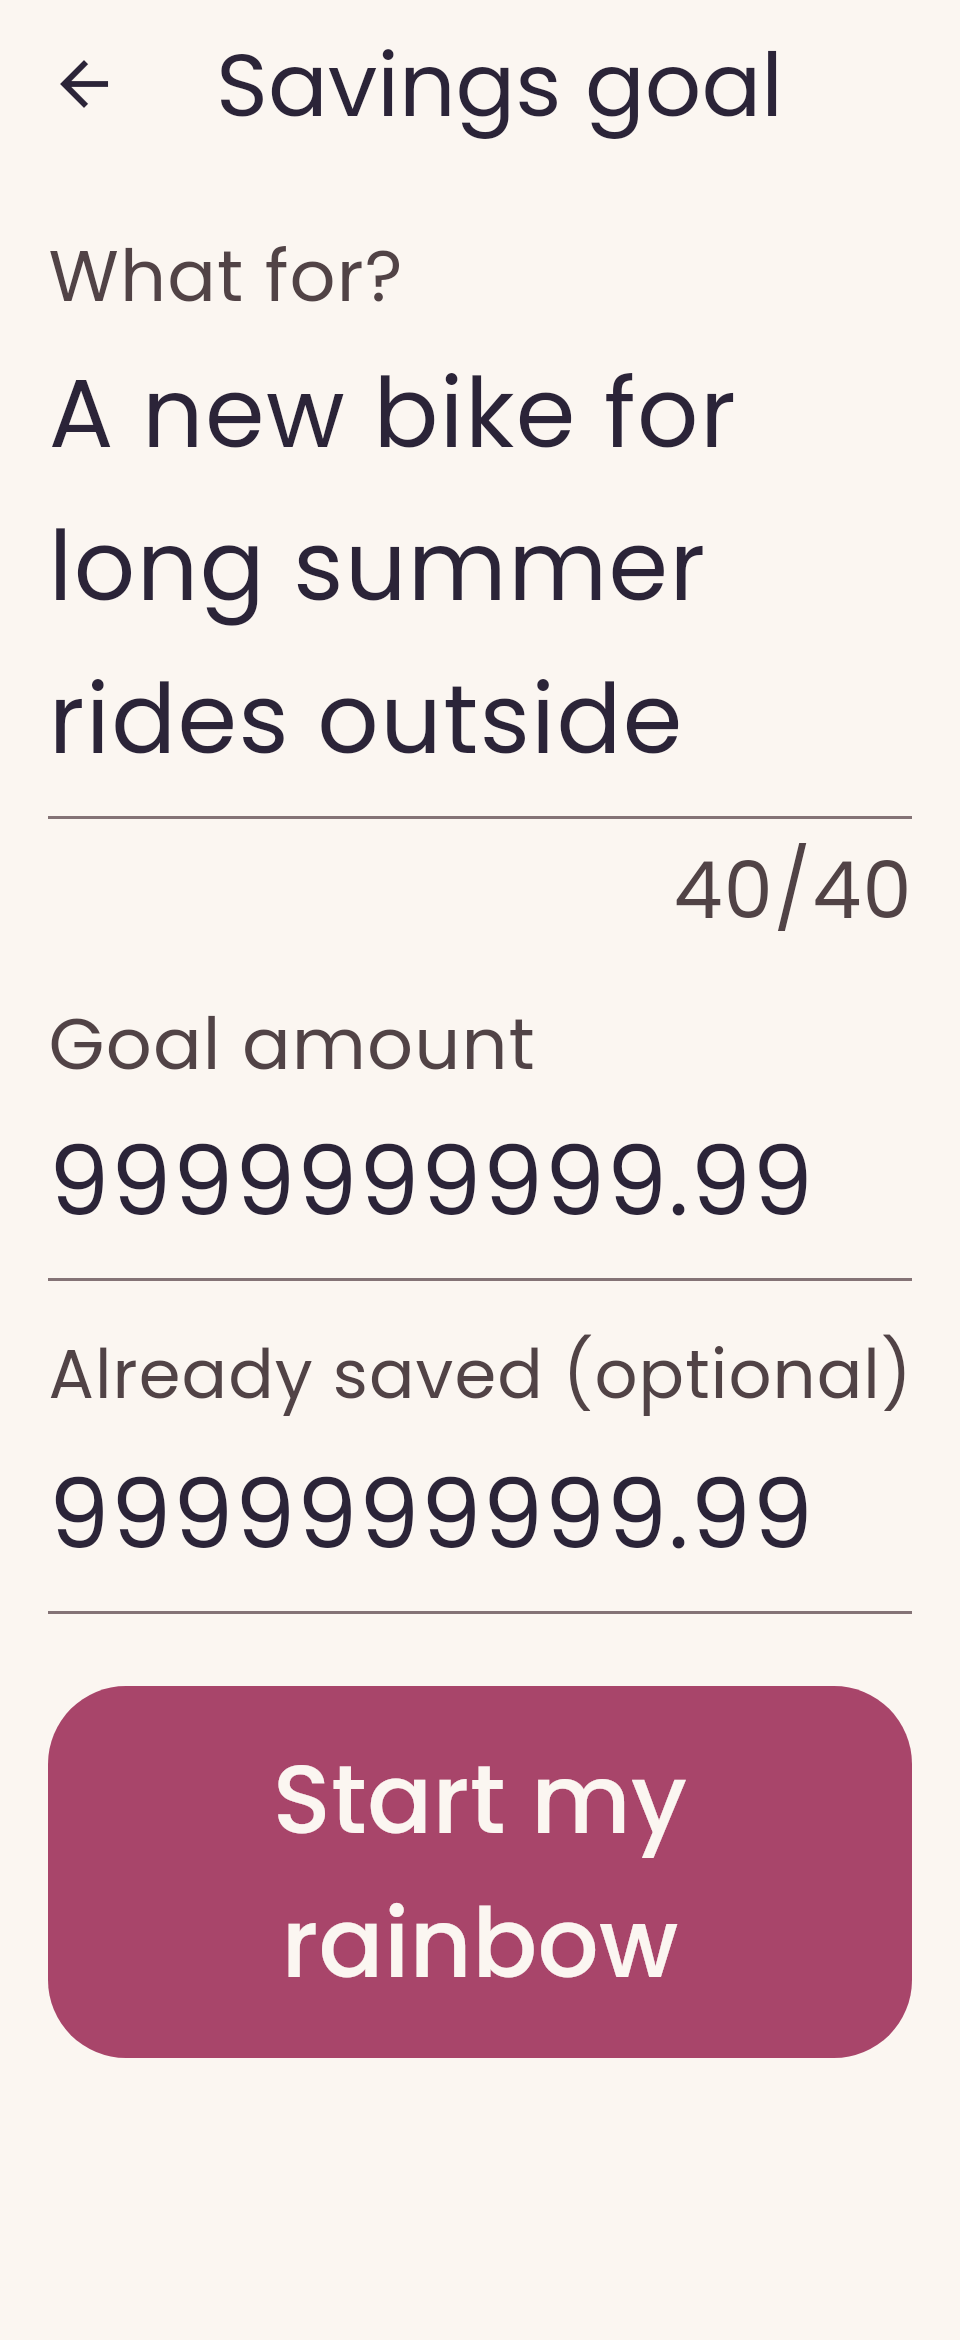 Savings goal
What for?
A new bike for
long summer
rides outside
40/40
Goal amount
9999999999.99
Already saved (optional)
9999999999.99
Start my
rainbow